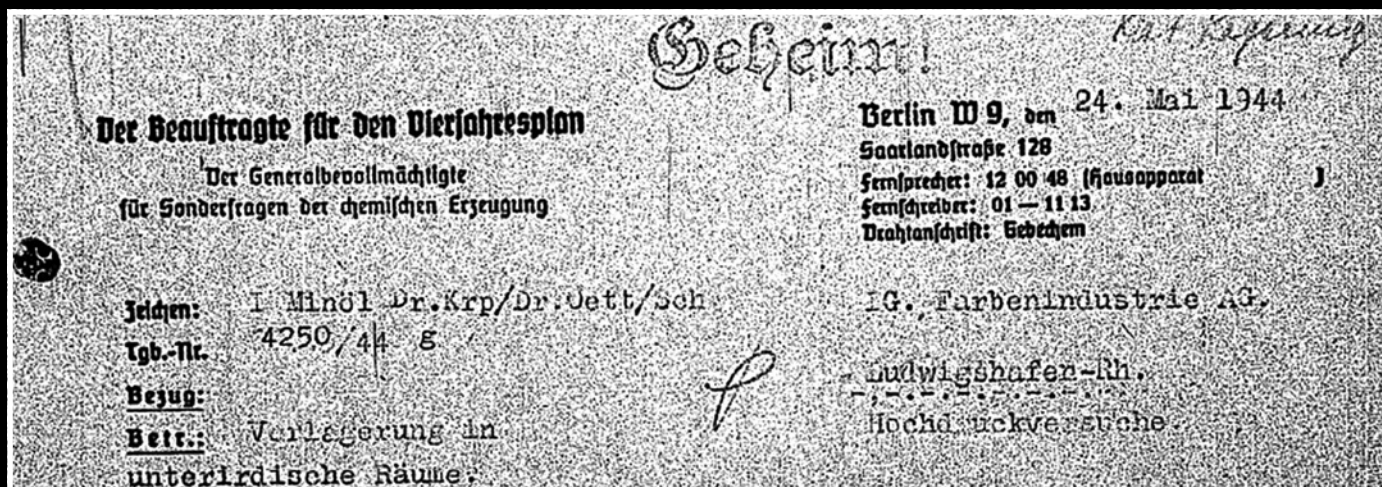 Geheim!
Der Beauftragte für den Vierjahresplan
Der Generalbevollmächtigte
für Sonderfragen der chemischen Erzeugung
Berlin W 9, den 24. Mai 1944
Saarlandstraße 128
Fernsprecher: 12 00 48 (Hausapparat )
Fernschreiber: 01 — 11 13
Drahtanschrift: Gebechem
Zeichen: I Minöl Dr.Krp/Dr.Oett/Sch
Tgb.-Nr. 4250/44 g
Bezug:
Betr.: Verlagerung in
unterirdische Räume.
IG. Farbenindustrie AG.
Ludwigshafen-Rh.
Hochdruckversuche.